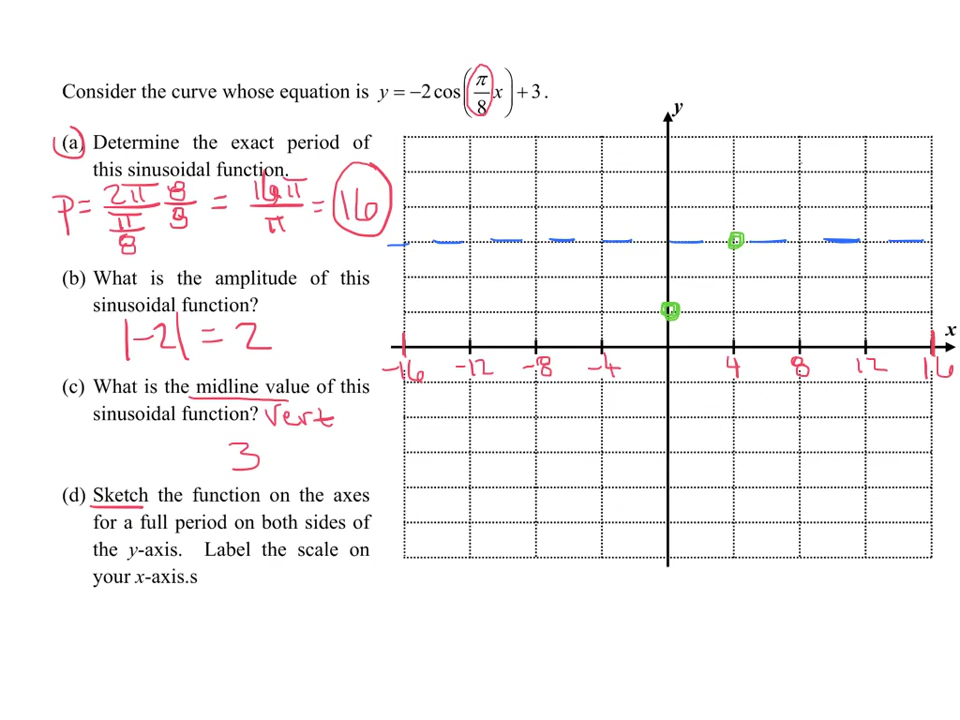 Consider the curve whose equation is y = −2cos(π/8 x) + 3.
(a) Determine the exact period of
this sinusoidal function.
P = 2π/(π/8) 8/8 = 16π/π = 16
(b) What is the amplitude of this
sinusoidal function?
|−2| = 2
(c) What is the midline value of this
sinusoidal function? Vert
3
(d) Sketch the function on the axes
for a full period on both sides of
the y-axis. Label the scale on
your x-axis.s
y
x
−16 −12 −8 −4 4 8 12 16